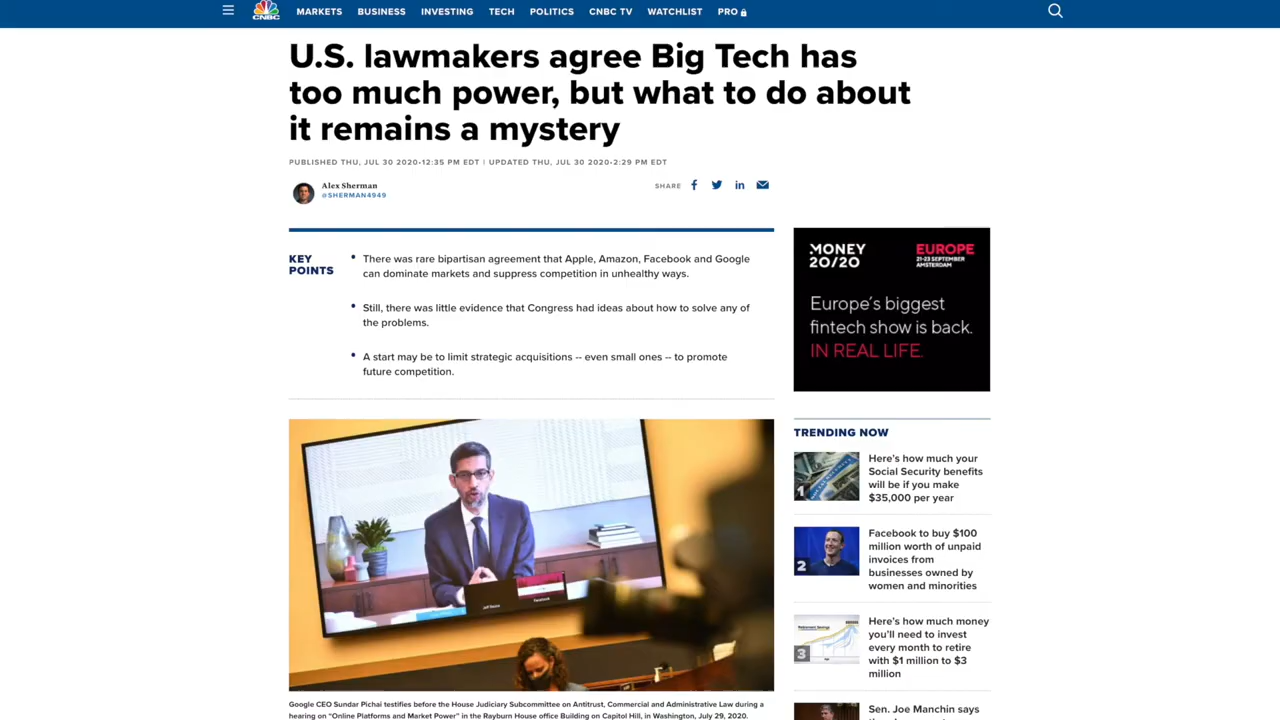 CNBC
MARKETS BUSINESS INVESTING TECH POLITICS CNBC TV WATCHLIST PRO
U.S. lawmakers agree Big Tech has
too much power, but what to do about
it remains a mystery
PUBLISHED THU, JUL 30 2020•12:35 PM EDT | UPDATED THU, JUL 30 2020•2:29 PM EDT
Alex Sherman
@SHERMAN4949
SHARE
KEY
POINTS
• There was rare bipartisan agreement that Apple, Amazon, Facebook and Google
can dominate markets and suppress competition in unhealthy ways.
• Still, there was little evidence that Congress had ideas about how to solve any of
the problems.
• A start may be to limit strategic acquisitions -- even small ones -- to promote
future competition.
Google CEO Sundar Pichai testifies before the House Judiciary Subcommittee on Antitrust, Commercial and Administrative Law during a
hearing on “Online Platforms and Market Power” in the Rayburn House office Building on Capitol Hill, in Washington, July 29, 2020.
MONEY
20/20
EUROPE
21-23 SEPTEMBER
AMSTERDAM
Europe's biggest
fintech show is back.
IN REAL LIFE.
TRENDING NOW
1
Here’s how much your
Social Security benefits
will be if you make
$35,000 per year
2
Facebook to buy $100
million worth of unpaid
invoices from
businesses owned by
women and minorities
3
Here’s how much money
you’ll need to invest
every month to retire
with $1 million to $3
million
Sen. Joe Manchin says